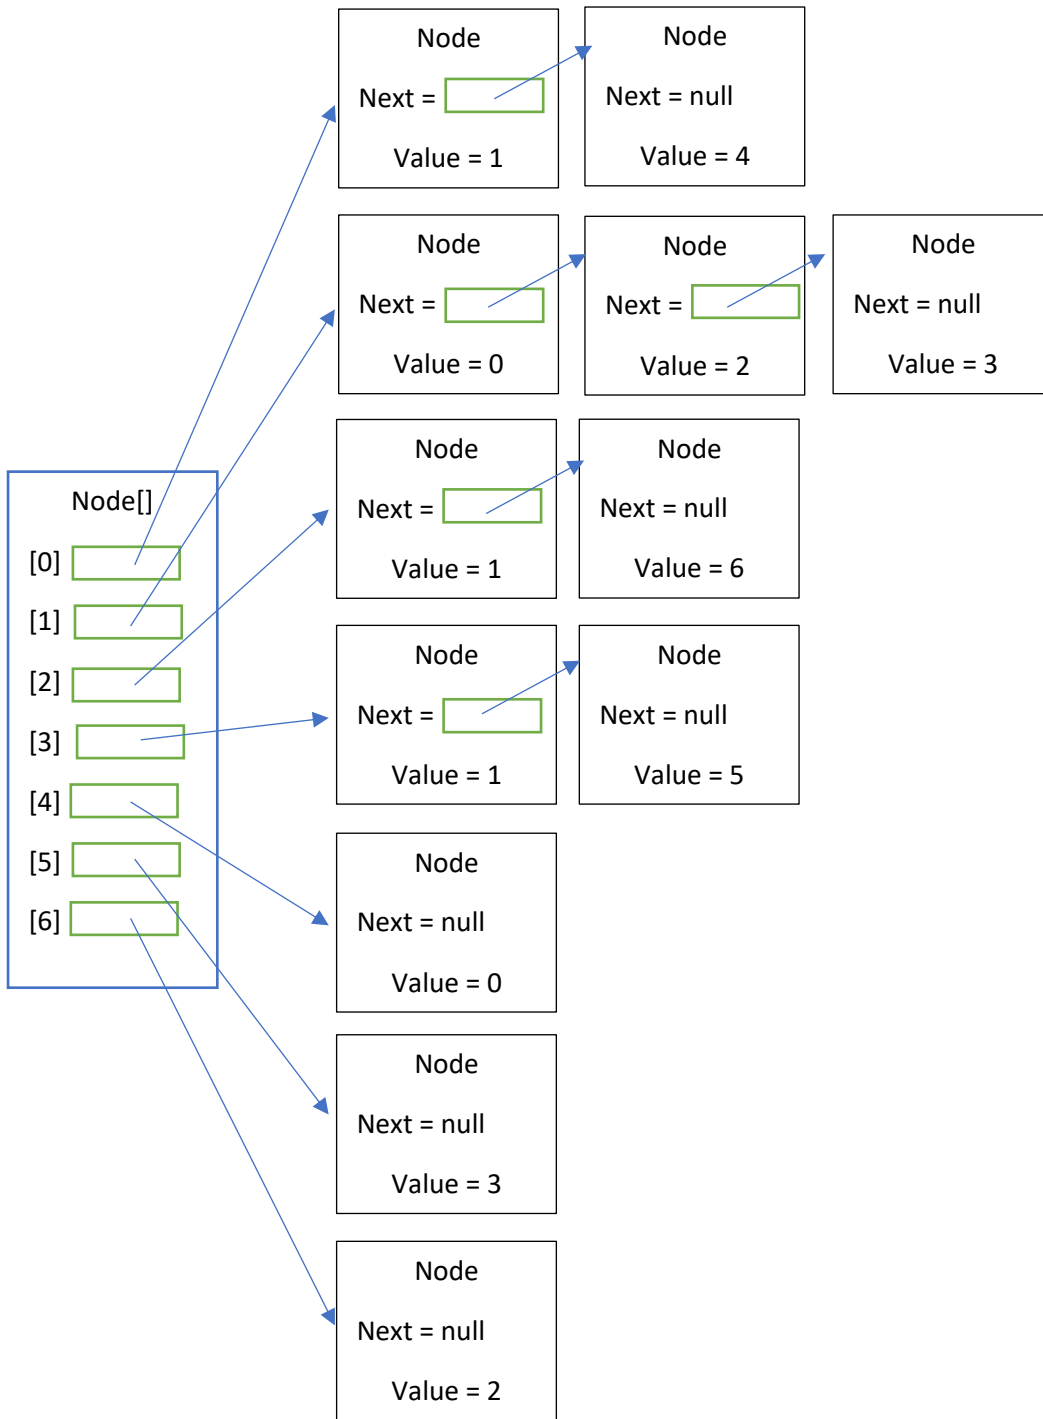 Node
Next =
Value = 1
Node
Next = null
Value = 4
Node
Next =
Value = 0
Node
Next =
Value = 2
Node
Next = null
Value = 3
Node
Next =
Value = 1
Node
Next = null
Value = 6
Node[]
[0]
[1]
[2]
[3]
[4]
[5]
[6]
Node
Next =
Value = 1
Node
Next = null
Value = 5
Node
Next = null
Value = 0
Node
Next = null
Value = 3
Node
Next = null
Value = 2